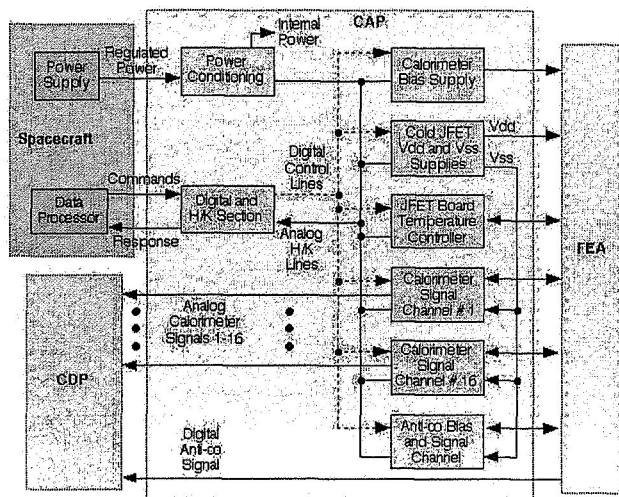 CAP
Internal
Power
Regulated
Power
Power
Supply
Power
Conditioning
Calorimeter
Bias Supply
Spacecraft
Cold JFET
Vdd and Vss
Supplies
Vdd
Vss
Digital
Control
Lines
Commands
Data
Processor
Digital and
H/K Section
Response
Analog
H/K
Lines
JFET Board
Temperature
Controller
FEA
Calorimeter
Signal
Channel # 1
Analog
Calorimeter
Signals 1-16
CDP
Calorimeter
Signal
Channel # 16
Digital
Anti-co
Signal
Anti-co Bias
and Signal
Channel